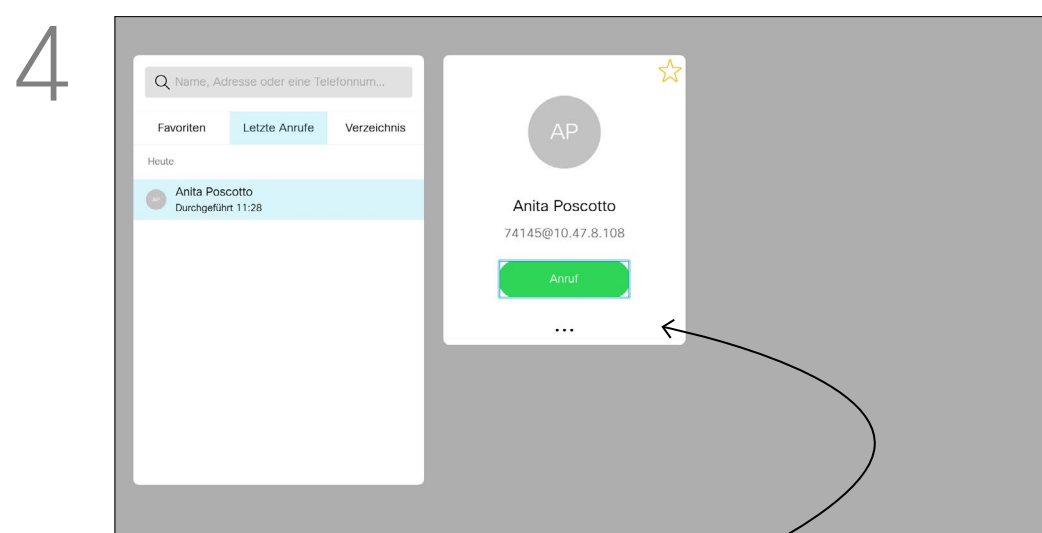 4
Name, Adresse oder eine Telefonnum...
Favoriten Letzte Anrufe Verzeichnis
Heute
AP
Anita Poscotto
Durchgeführt 11:28
AP
Anita Poscotto
74145@10.47.8.108
Anruf
...